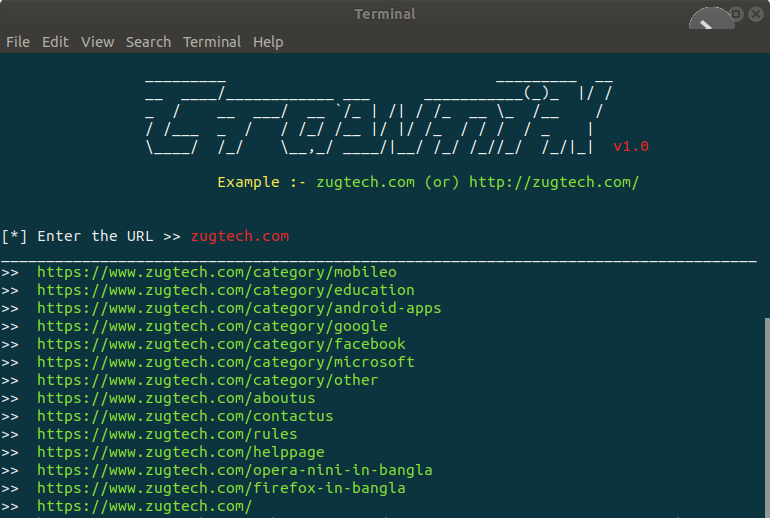 Terminal
File Edit View Search Terminal Help
v1.0
Example :- zugtech.com (or) http://zugtech.com/
[*] Enter the URL >> zugtech.com
>> https://www.zugtech.com/category/mobileo
>> https://www.zugtech.com/category/education
>> https://www.zugtech.com/category/android-apps
>> https://www.zugtech.com/category/google
>> https://www.zugtech.com/category/facebook
>> https://www.zugtech.com/category/microsoft
>> https://www.zugtech.com/category/other
>> https://www.zugtech.com/aboutus
>> https://www.zugtech.com/contactus
>> https://www.zugtech.com/rules
>> https://www.zugtech.com/helppage
>> https://www.zugtech.com/opera-nini-in-bangla
>> https://www.zugtech.com/firefox-in-bangla
>> https://www.zugtech.com/